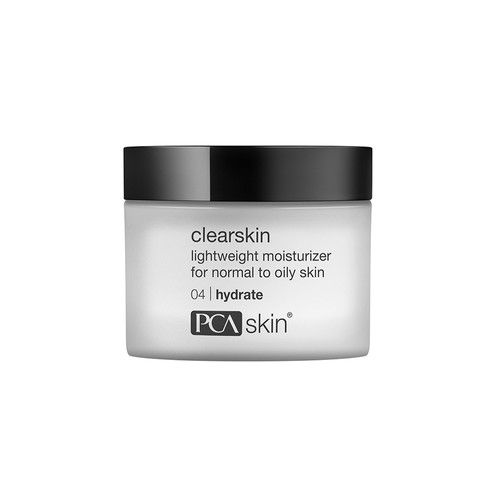 clearskin
lightweight moisturizer
for normal to oily skin
04 | hydrate
PCA skin®